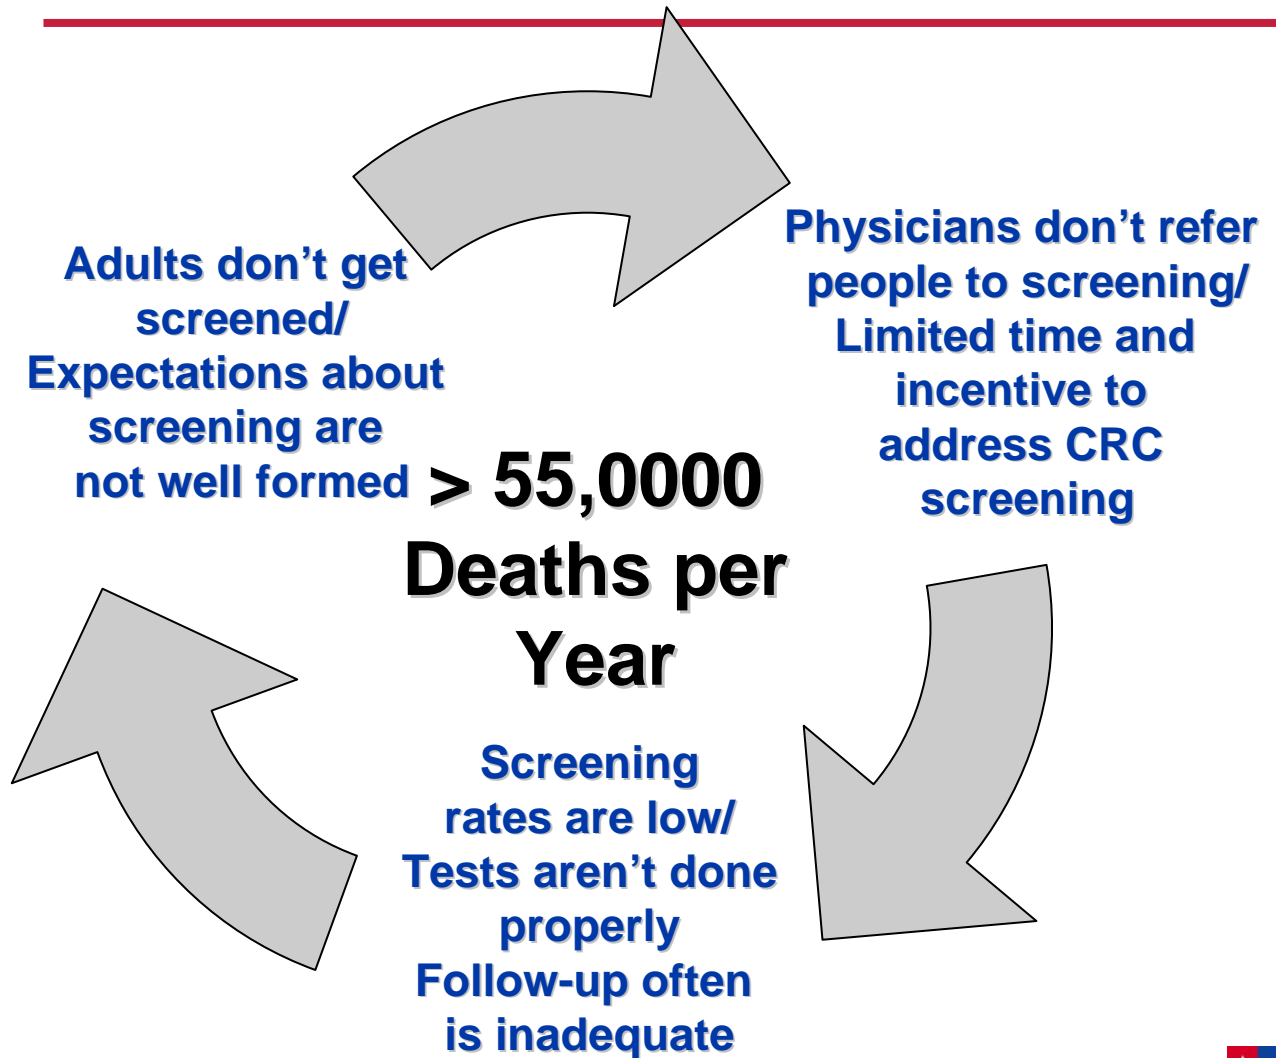 Adults don’t get
screened/
Expectations about
screening are
not well formed
Physicians don’t refer
people to screening/
Limited time and
incentive to
address CRC
screening
> 55,0000
Deaths per
Year
Screening
rates are low/
Tests aren’t done
properly
Follow-up often
is inadequate